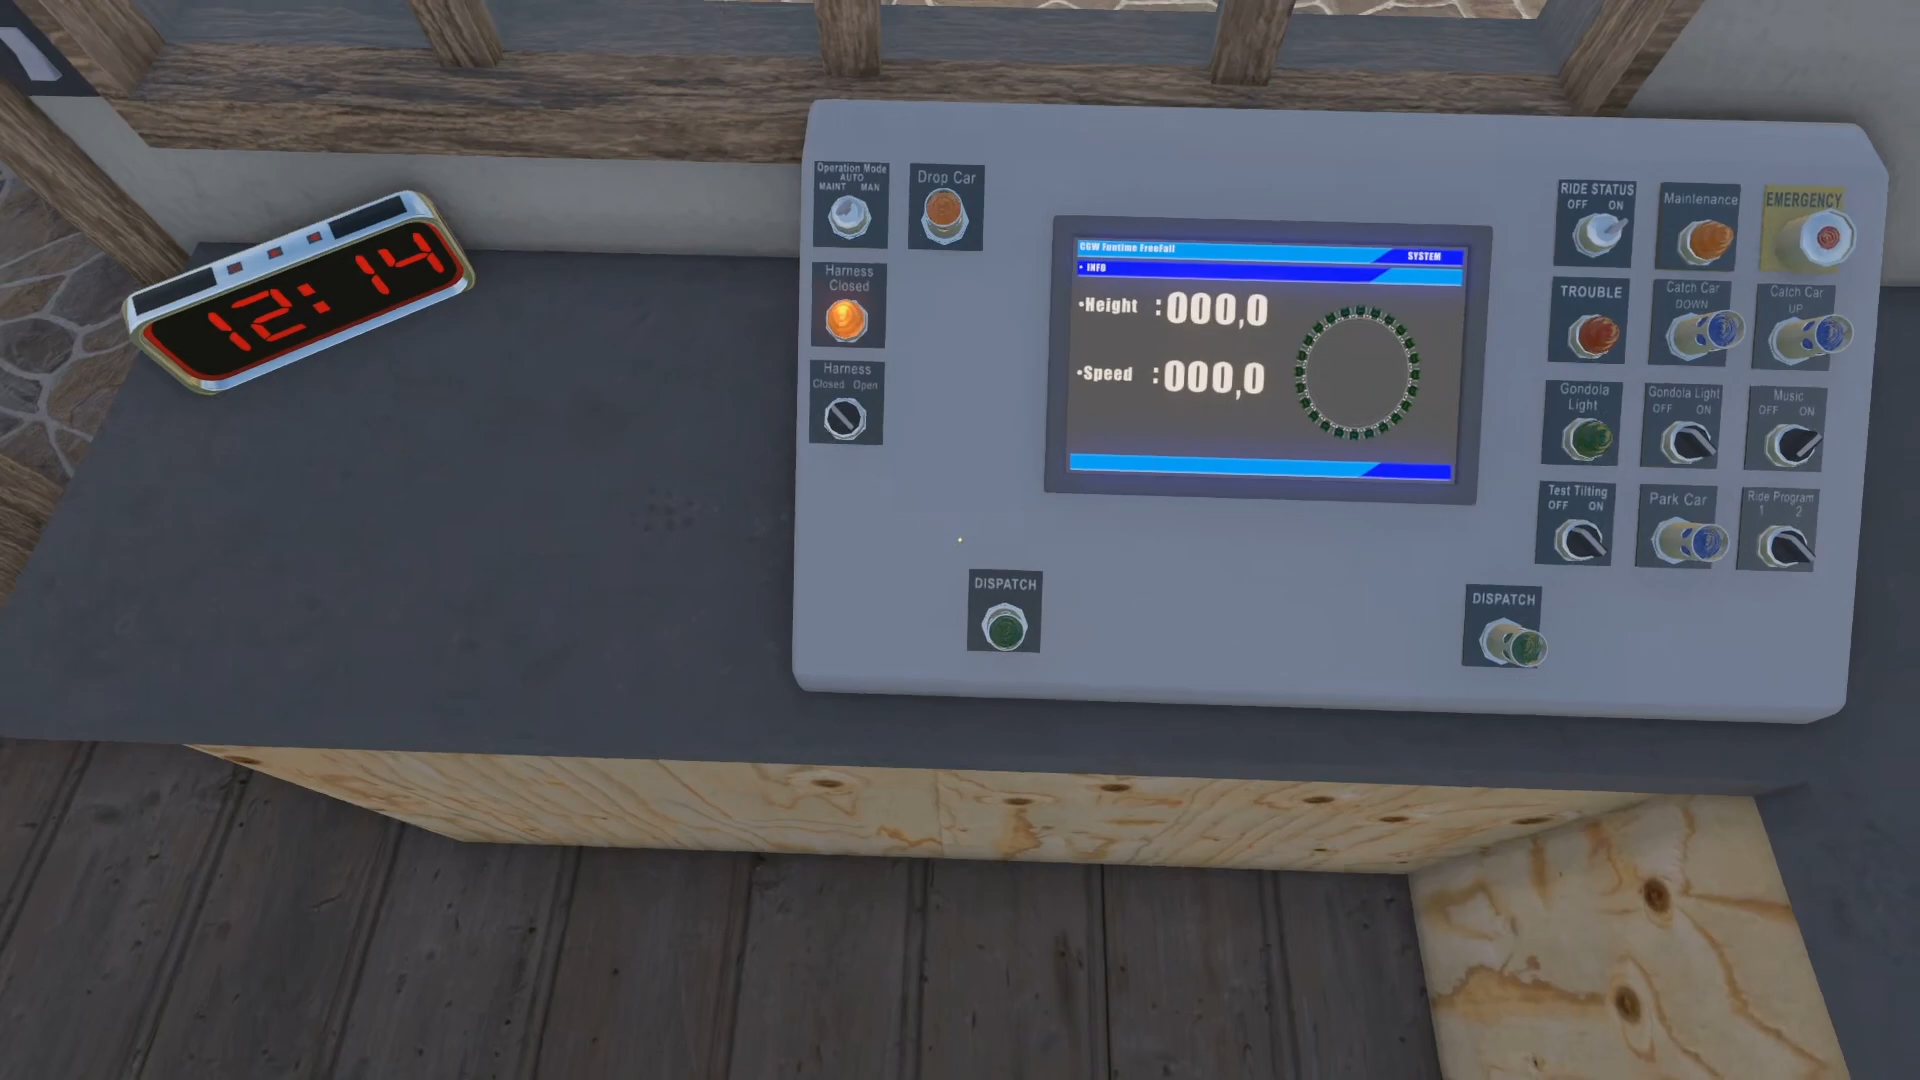 12:14
Operation Mode
AUTO
MAINT MAN
Drop Car
Harness
Closed
Harness
Closed Open
CGW Funtime FreeFall
SYSTEM
• INFO
•Height :000,0
•Speed :000,0
DISPATCH
DISPATCH
RIDE STATUS
OFF ON
Maintenance
EMERGENCY
TROUBLE
Catch Car
DOWN
Catch Car
UP
Gondola
Light
Gondola Light
OFF ON
Music
OFF ON
Test Tilting
OFF ON
Park Car
Ride Program
1 2